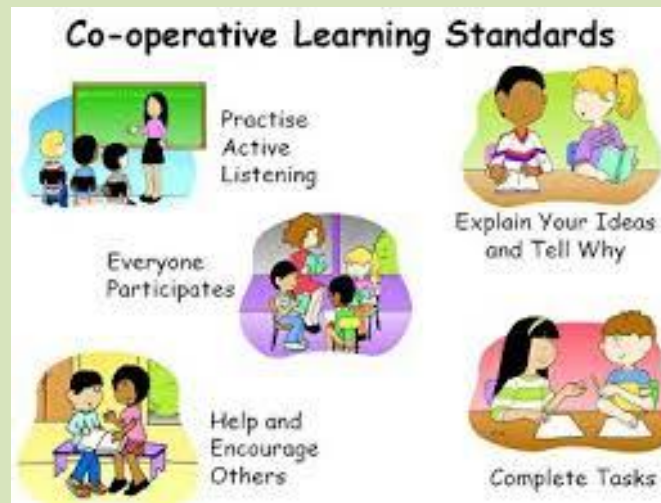 Co-operative Learning Standards
Practise
Active
Listening
Explain Your Ideas
and Tell Why
Everyone
Participates
Help and
Encourage
Others
Complete Tasks